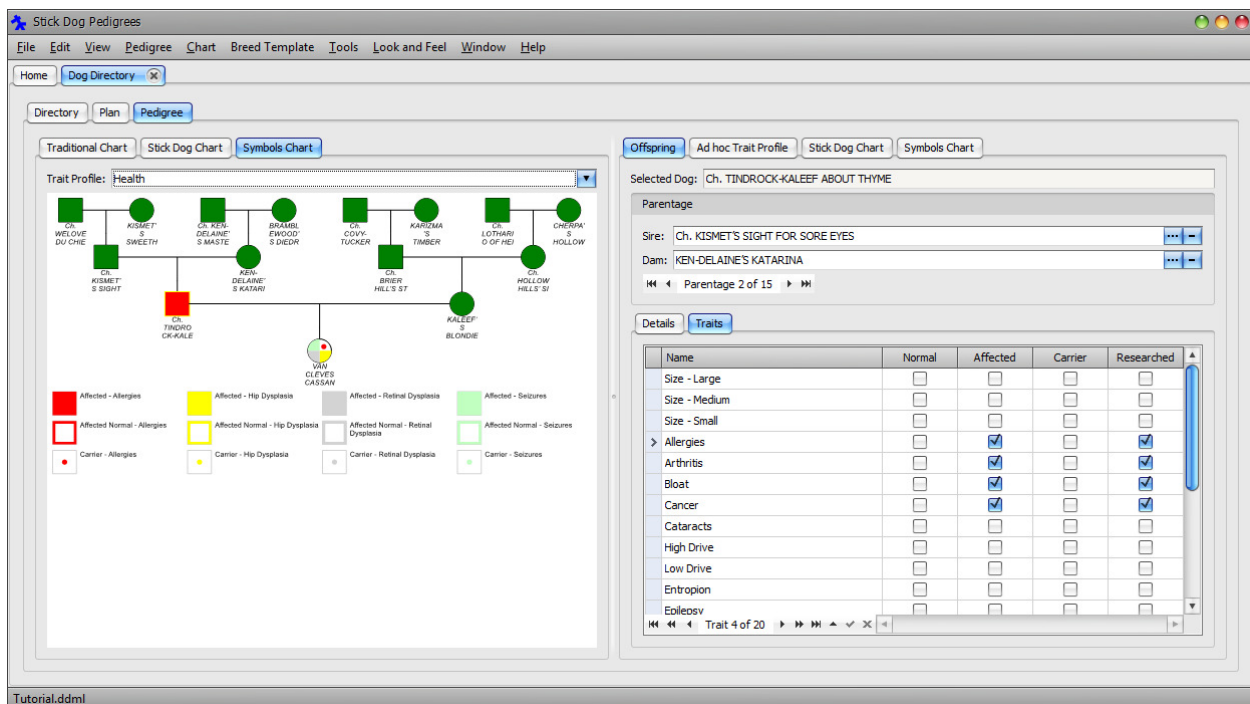 Stick Dog Pedigrees
File Edit View Pedigree Chart Breed Template Tools Look and Feel Window Help
Home Dog Directory
Directory Plan Pedigree
Traditional Chart Stick Dog Chart Symbols Chart
Trait Profile: Health
Ch. WELOVE DU CHIE
KISMET' S SWEETH
Ch. KEN-DELAINE' S MASTE
BRAMBL EWOOD' S DIEDR
Ch. COVY-TUCKER
KARIZMA 'S TIMBER
Ch. LOTHARI O OF HEI
CHERPA' S HOLLOW
Ch. KISMET' S SIGHT
KEN-DELAINE' S KATARI
Ch. BRIER HILL'S ST
Ch. HOLLOW HILLS' SI
Ch. TINDRO CK-KALE
KALEEF' S BLONDIE
VAN CLEVES CASSAN
Affected - Allergies
Affected - Hip Dysplasia
Affected - Retinal Dysplasia
Affected - Seizures
Affected Normal - Allergies
Affected Normal - Hip Dysplasia
Affected Normal - Retinal Dysplasia
Affected Normal - Seizures
Carrier - Allergies
Carrier - Hip Dysplasia
Carrier - Retinal Dysplasia
Carrier - Seizures
Offspring Ad hoc Trait Profile Stick Dog Chart Symbols Chart
Selected Dog: Ch. TINDROCK-KALEEF ABOUT THYME
Parentage
Sire: Ch. KISMET'S SIGHT FOR SORE EYES
Dam: KEN-DELAINE'S KATARINA
Parentage 2 of 15
Details Traits
Name Normal Affected Carrier Researched
Size - Large
Size - Medium
Size - Small
Allergies
Arthritis
Bloat
Cancer
Cataracts
High Drive
Low Drive
Entropion
Epilepsy
Trait 4 of 20
Tutorial.ddml